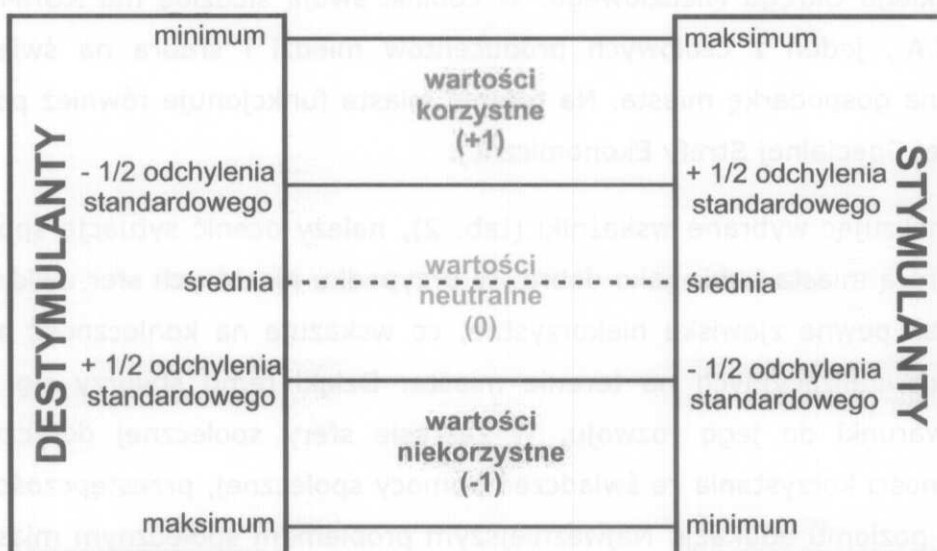 DESTYMULANTY
minimum
- 1/2 odchylenia
standardowego
średnia
+ 1/2 odchylenia
standardowego
maksimum
wartości
korzystne
(+1)
wartości
neutralne
(0)
wartości
niekorzystne
(-1)
maksimum
+ 1/2 odchylenia
standardowego
średnia
- 1/2 odchylenia
standardowego
minimum
STYMULANTY